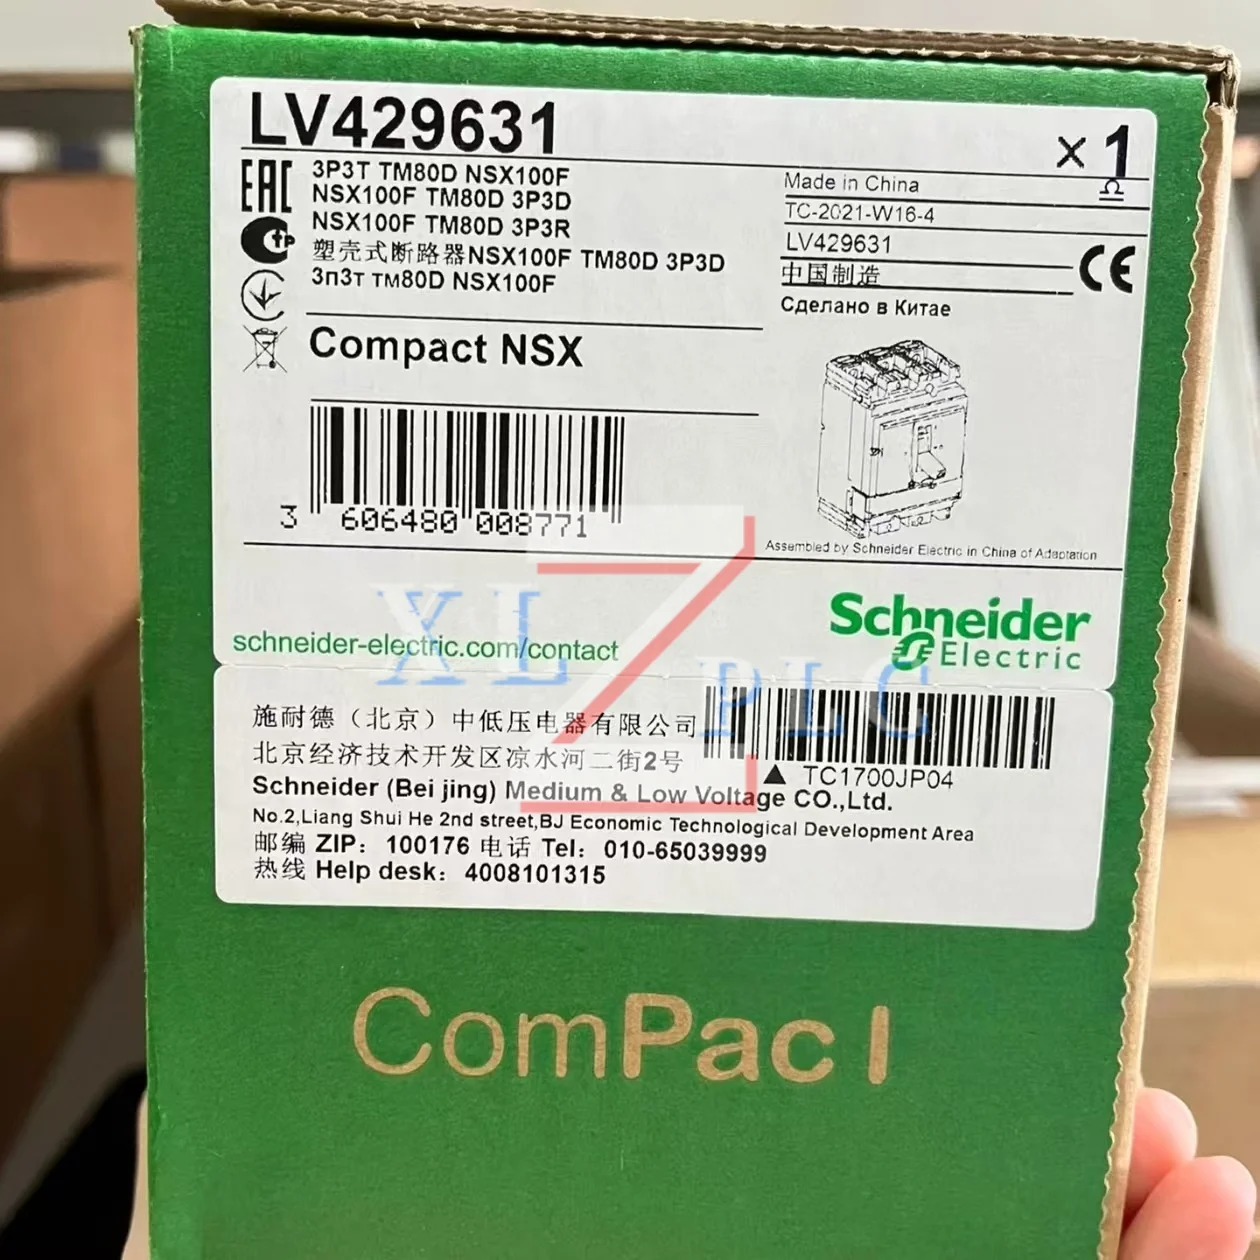 LV429631
x 1
EAC
3P3T TM80D NSX100F
NSX100F TM80D 3P3D
NSX100F TM80D 3P3R
塑壳式断路器NSX100F TM80D 3P3D
3п3т тм80D NSX100F
Made in China
TC-2021-W16-4
LV429631
中国制造
Сделано в Китае
CE
Compact NSX
3 606480 008771
Assembled by Schneider Electric in China of Adaptation
schneider-electric.com/contact
Schneider
Electric
XLZ PLC
施耐德（北京）中低压电器有限公司
北京经济技术开发区凉水河二街2号
▲ TC1700JP04
Schneider (Bei jing) Medium & Low Voltage CO.,Ltd.
No.2,Liang Shui He 2nd street,BJ Economic Technological Development Area
邮编 ZIP: 100176 电话 Tel: 010-65039999
热线 Help desk: 4008101315
ComPacT